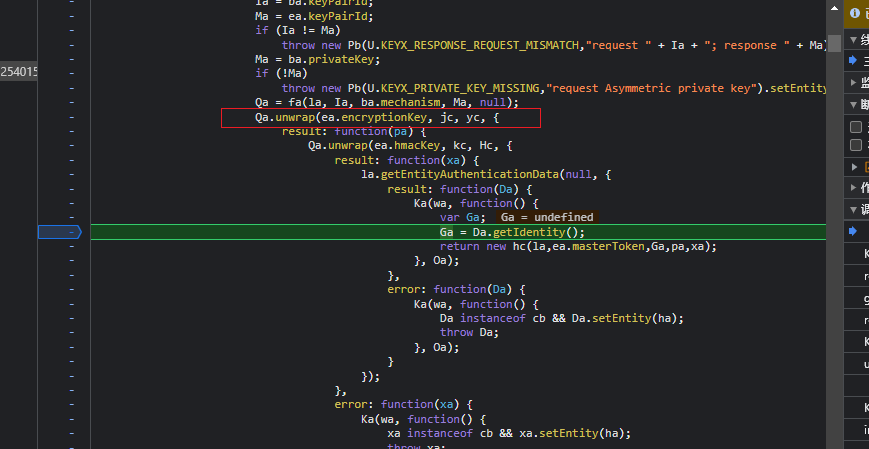 Ia = ba.keyPairId;
Ma = ea.keyPairId;
if (Ia != Ma)
throw new Pb(U.KEYX_RESPONSE_REQUEST_MISMATCH,"request " + Ia + "; response " + Ma)
254015
Ma = ba.privateKey;
if (!Ma)
throw new Pb(U.KEYX_PRIVATE_KEY_MISSING,"request Asymmetric private key").setEntity
Qa = fa(la, Ia, ba.mechanism, Ma, null);
Qa.unwrap(ea.encryptionKey, jc, yc, {
result: function(pa) {
Qa.unwrap(ea.hmacKey, kc, Hc, {
result: function(xa) {
la.getEntityAuthenticationData(null, {
result: function(Da) {
Ka(wa, function() {
var Ga; Ga = undefined
Ga = Da.getIdentity();
return new hc(la,ea.masterToken,Ga,pa,xa);
}, Oa);
},
error: function(Da) {
Ka(wa, function() {
Da instanceof cb && Da.setEntity(ha);
throw Da;
}, Oa);
}
});
},
error: function(xa) {
Ka(wa, function() {
xa instanceof cb && xa.setEntity(ha);
throw xa;